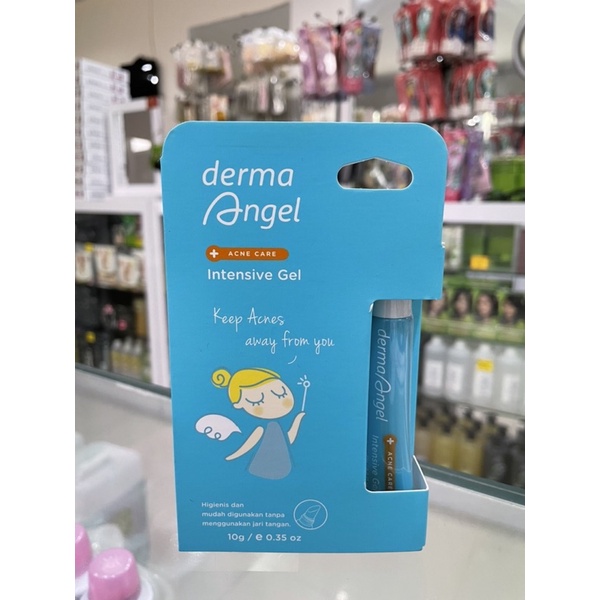 derma
Angel
+ ACNE CARE
Intensive Gel
Keep Acnes
away from you
Higienis dan
mudah digunakan tanpa
menggunakan jari tangan.
10g / e 0.35 oz
derma
Angel
+ ACNE CARE
Intensive Ge